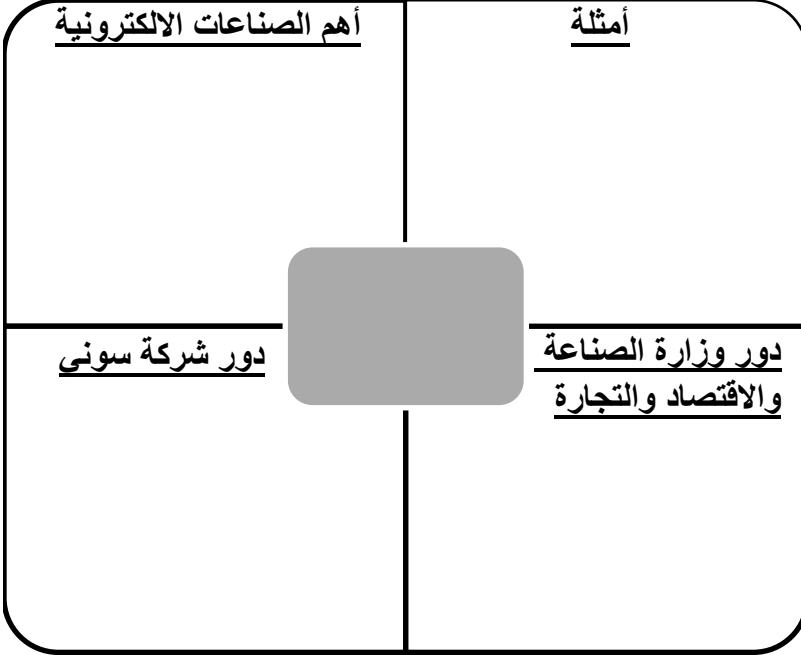 أمثلة
أهم الصناعات الالكترونية
دور وزارة الصناعة
والاقتصاد والتجارة
دور شركة سوني